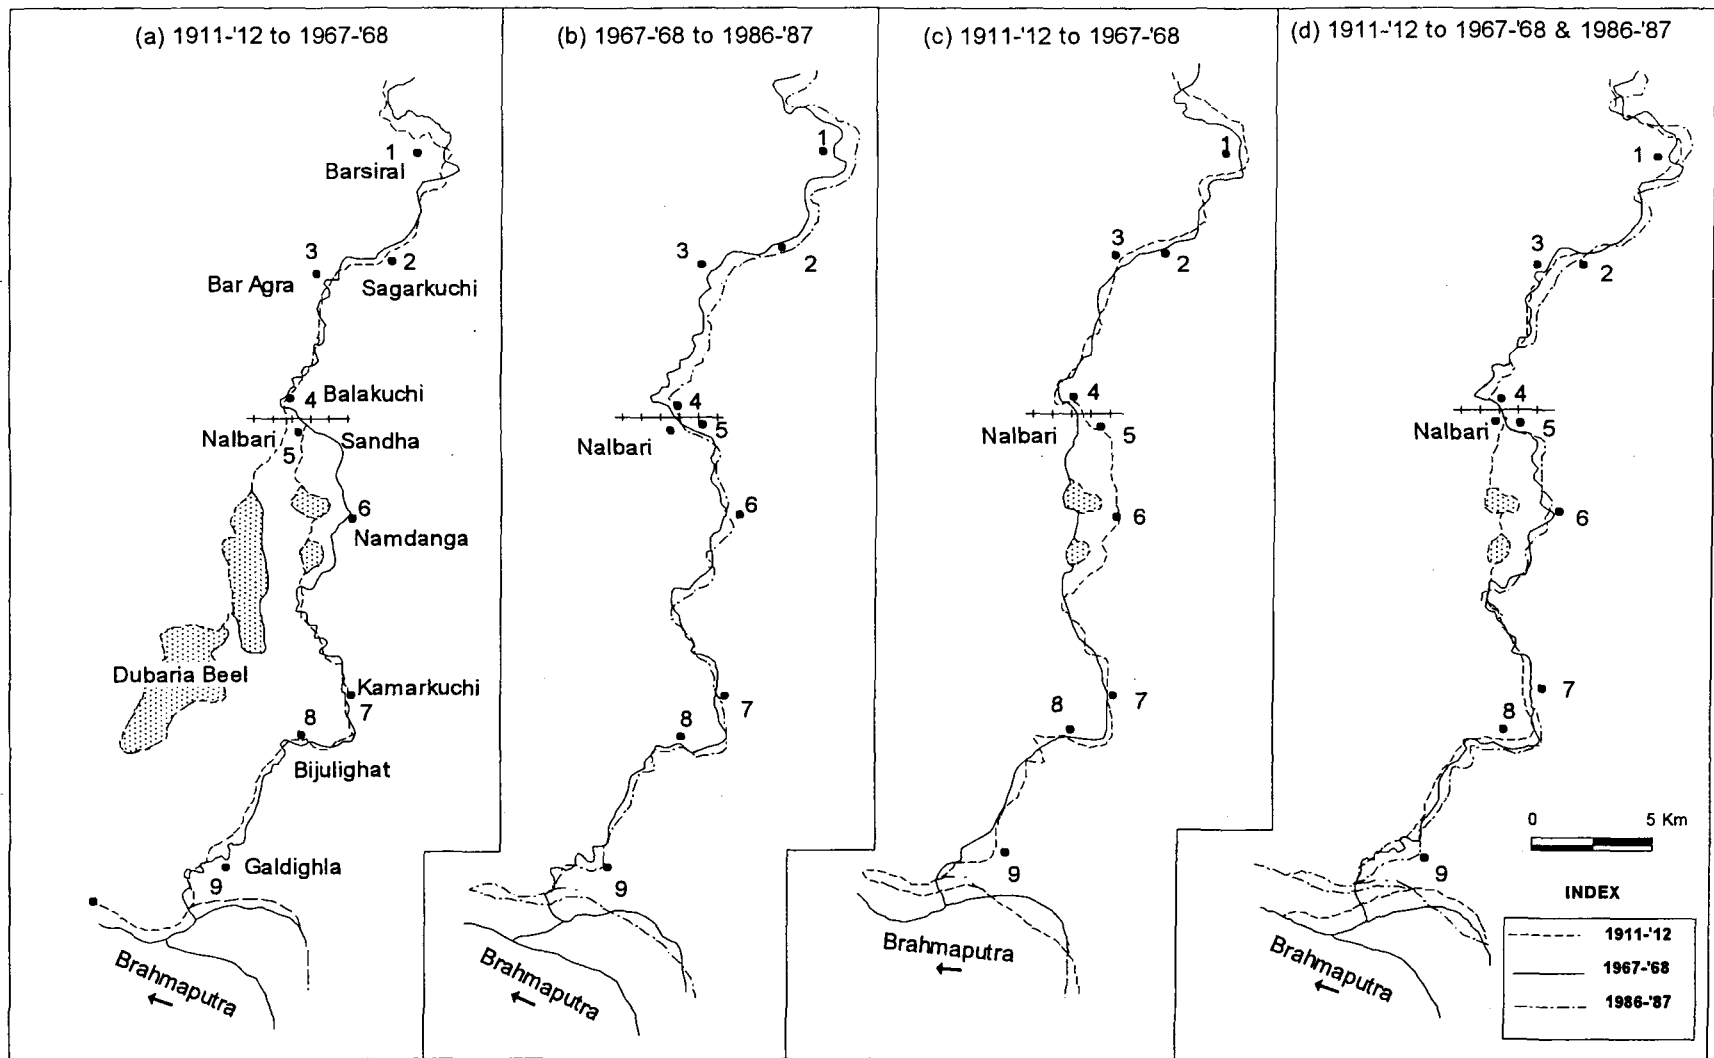 (a) 1911-'12 to 1967-'68
1
Barsiral
3
2
Bar Agra
Sagarkuchi
Balakuchi
4
Nalbari
Sandha
5
6
Namdanga
Dubaria Beel
Kamarkuchi
7
8
Bijulighat
Galdighla
9
Brahmaputra
(b) 1967-'68 to 1986-'87
1
3
2
4
5
Nalbari
6
7
8
9
Brahmaputra
(c) 1911-'12 to 1967-'68
1
3
2
4
Nalbari
5
6
7
8
9
Brahmaputra
(d) 1911-'12 to 1967-'68 & 1986-'87
1
3
2
4
Nalbari
5
6
7
8
9
Brahmaputra
0 5 Km
INDEX
1911-'12
1967-'68
1986-'87